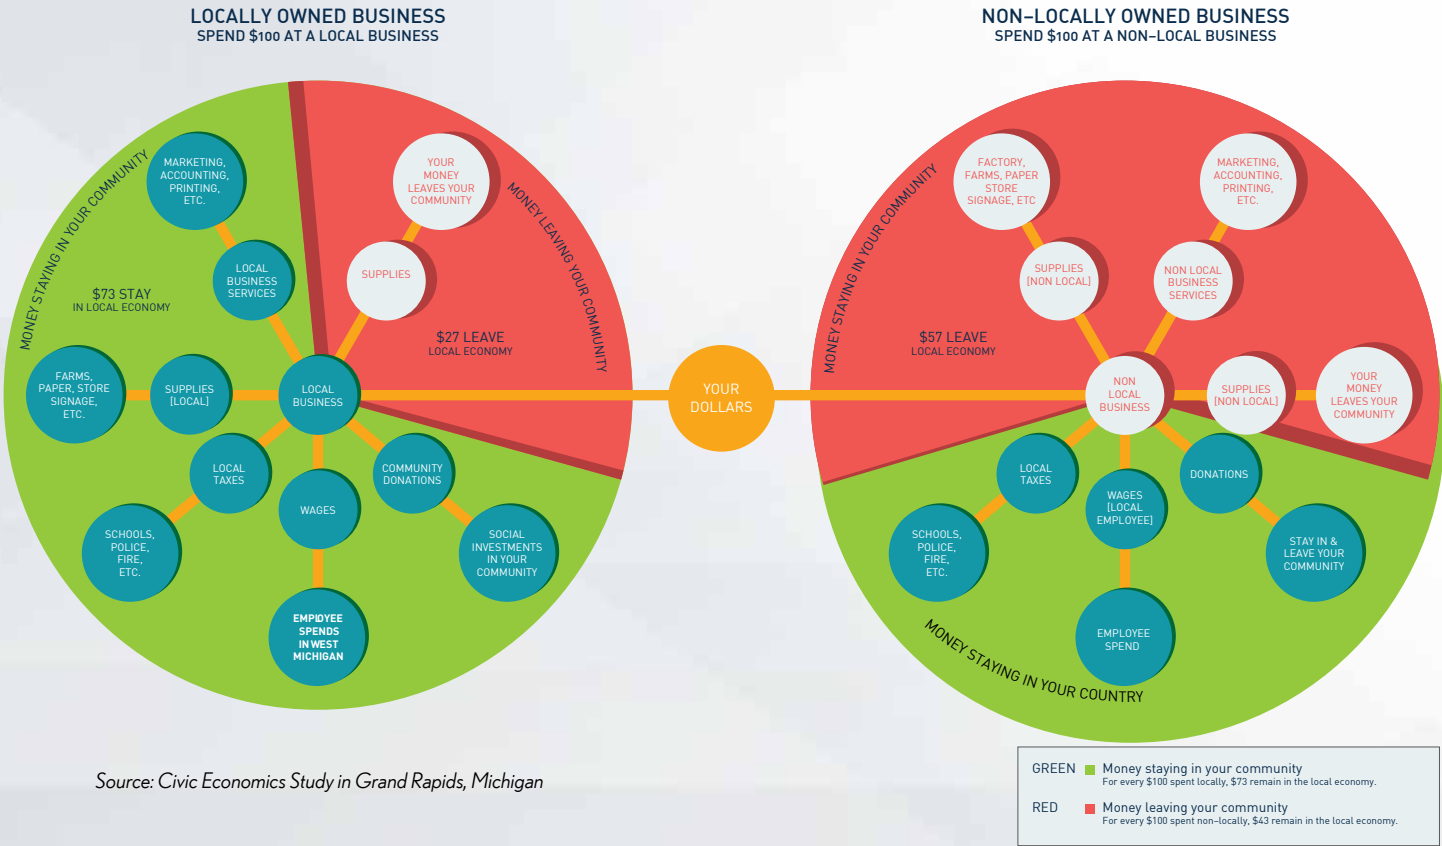 LOCALLY OWNED BUSINESS
SPEND $100 AT A LOCAL BUSINESS
MONEY STAYING IN YOUR COMMUNITY
MARKETING,
ACCOUNTING,
PRINTING,
ETC.
LOCAL
BUSINESS
SERVICES
$73 STAY
IN LOCAL ECONOMY
YOUR
MONEY
LEAVES YOUR
COMMUNITY
SUPPLIES
MONEY LEAVING YOUR COMMUNITY
$27 LEAVE
LOCAL ECONOMY
FARMS,
PAPER, STORE
SIGNAGE,
ETC.
SUPPLIES
[LOCAL]
LOCAL
BUSINESS
LOCAL
TAXES
SCHOOLS,
POLICE,
FIRE,
ETC.
WAGES
EMPLOYEE
SPENDS
IN WEST
MICHIGAN
COMMUNITY
DONATIONS
SOCIAL
INVESTMENTS
IN YOUR
COMMUNITY
YOUR
DOLLARS
NON-LOCALLY OWNED BUSINESS
SPEND $100 AT A NON-LOCAL BUSINESS
MONEY STAYING IN YOUR COMMUNITY
FACTORY,
FARMS, PAPER
STORE
SIGNAGE, ETC
SUPPLIES
[NON LOCAL]
MARKETING,
ACCOUNTING,
PRINTING,
ETC.
NON LOCAL
BUSINESS
SERVICES
$57 LEAVE
LOCAL ECONOMY
NON
LOCAL
BUSINESS
SUPPLIES
[NON LOCAL]
YOUR
MONEY
LEAVES YOUR
COMMUNITY
LOCAL
TAXES
SCHOOLS,
POLICE,
FIRE,
ETC.
WAGES
[LOCAL
EMPLOYEE]
EMPLOYEE
SPEND
DONATIONS
STAY IN &
LEAVE YOUR
COMMUNITY
MONEY STAYING IN YOUR COUNTRY
Source: Civic Economics Study in Grand Rapids, Michigan
GREEN Money staying in your community
For every $100 spent locally, $73 remain in the local economy.
RED Money leaving your community
For every $100 spent non-locally, $43 remain in the local economy.